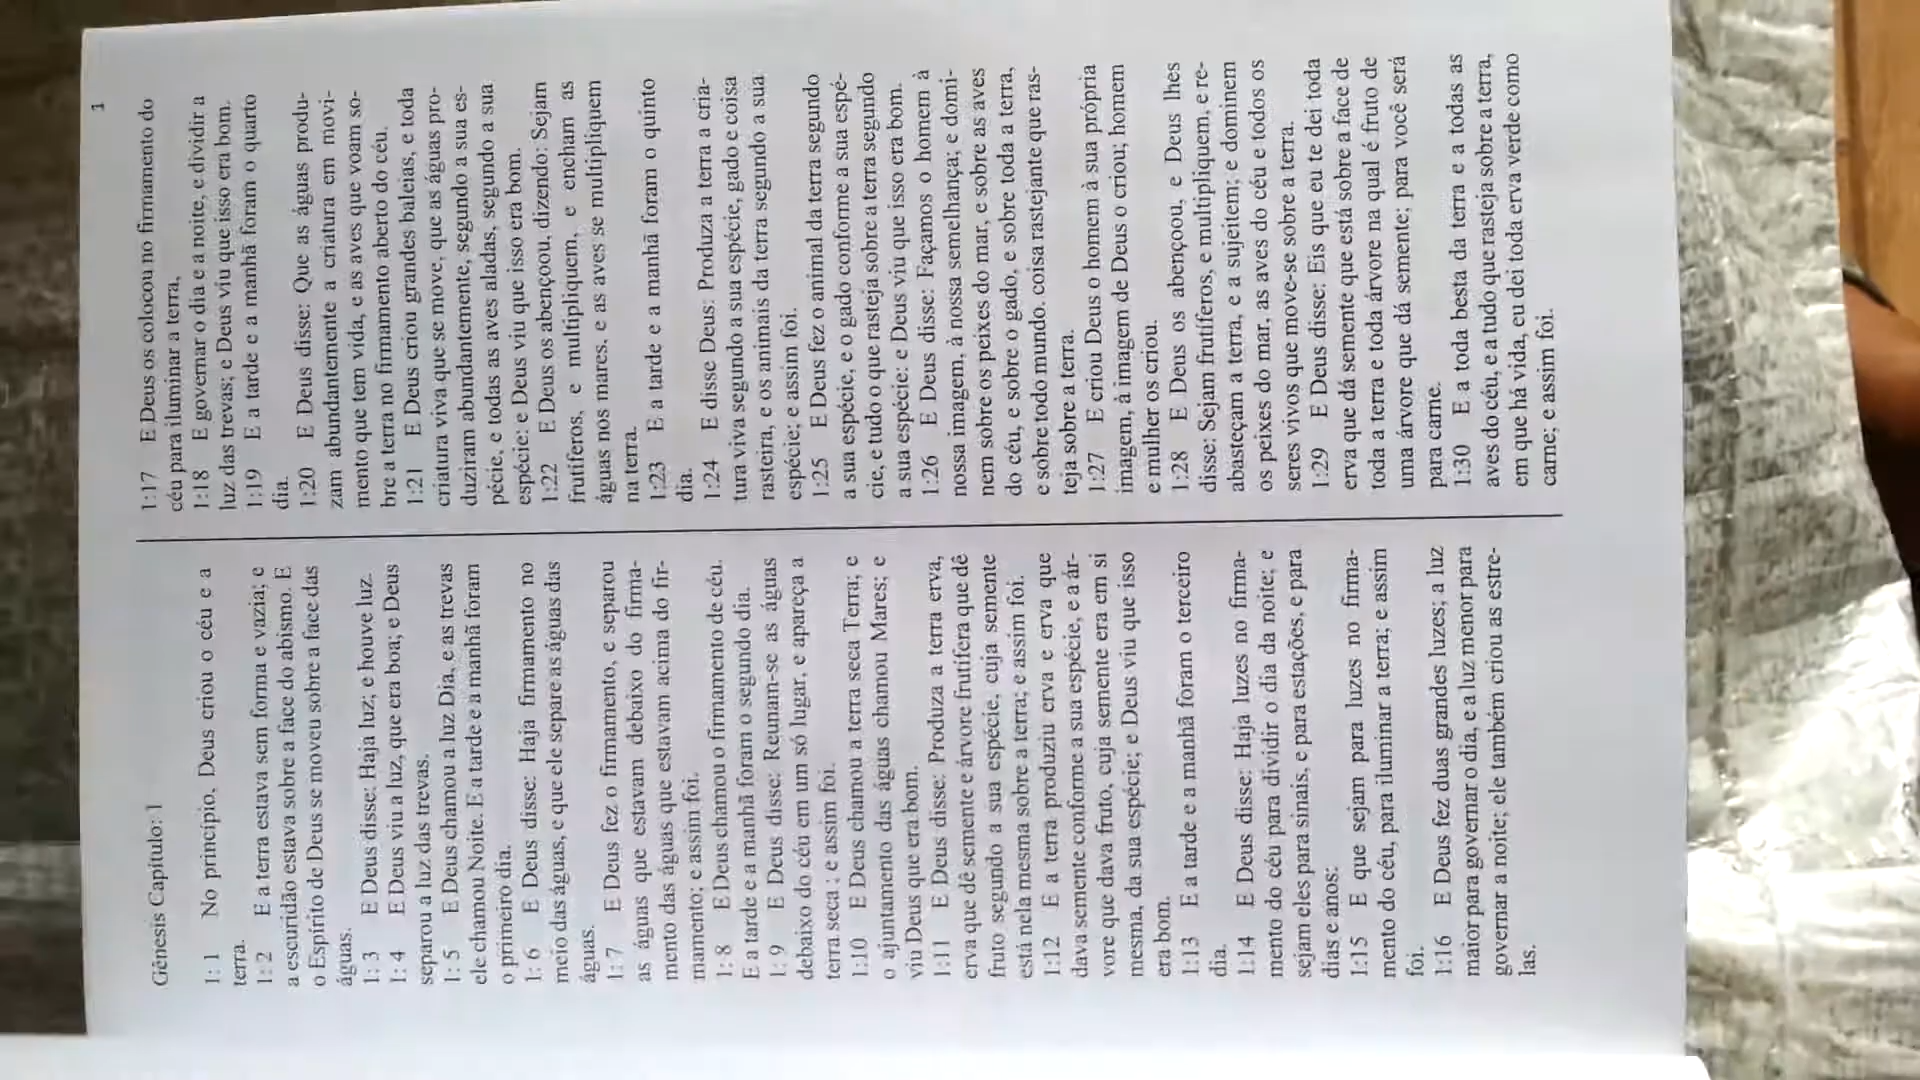 1
Gênesis Capítulo: 1
1: 1 No princípio, Deus criou o céu e a
terra.
1: 2 E a terra estava sem forma e vazia; e
a escuridão estava sobre a face do abismo. E
o Espírito de Deus se moveu sobre a face das
águas.
1: 3 E Deus disse: Haja luz; e houve luz.
1: 4 E Deus viu a luz, que era boa; e Deus
separou a luz das trevas.
1: 5 E Deus chamou a luz Dia, e as trevas
ele chamou Noite. E a tarde e a manhã foram
o primeiro dia.
1: 6 E Deus disse: Haja firmamento no
meio das águas, e que ele separe as águas das
águas.
1: 7 E Deus fez o firmamento, e separou
as águas que estavam debaixo do firma-
mento das águas que estavam acima do fir-
mamento; e assim foi.
1: 8 E Deus chamou o firmamento de céu.
E a tarde e a manhã foram o segundo dia.
1: 9 E Deus disse: Reunam-se as águas
debaixo do céu em um só lugar, e apareça a
terra seca ; e assim foi.
1:10 E Deus chamou a terra seca Terra; e
o ajuntamento das águas chamou Mares; e
viu Deus que era bom.
1:11 E Deus disse: Produza a terra erva,
erva que dê semente e árvore frutífera que dê
fruto segundo a sua espécie, cuja semente
está nela mesma sobre a terra; e assim foi.
1:12 E a terra produziu erva e erva que
dava semente conforme a sua espécie, e ár-
vore que dava fruto, cuja semente era em si
mesma, da sua espécie; e Deus viu que isso
era bom.
1:13 E a tarde e a manhã foram o terceiro
dia.
1:14 E Deus disse: Haja luzes no firma-
mento do céu para dividir o dia da noite; e
sejam eles para sinais, e para estações, e para
dias e anos:
1:15 E que sejam para luzes no firma-
mento do céu, para iluminar a terra; e assim
foi.
1:16 E Deus fez duas grandes luzes; a luz
maior para governar o dia, e a luz menor para
governar a noite; ele também criou as estre-
las.
1:17 E Deus os colocou no firmamento do
céu para iluminar a terra,
1:18 E governar o dia e a noite, e dividir a
luz das trevas; e Deus viu que isso era bom.
1:19 E a tarde e a manhã foram o quarto
dia.
1:20 E Deus disse: Que as águas produ-
zam abundantemente a criatura em movi-
mento que tem vida, e as aves que voam so-
bre a terra no firmamento aberto do céu.
1:21 E Deus criou grandes baleias, e toda
criatura viva que se move, que as águas pro-
duziram abundantemente, segundo a sua es-
pécie, e todas as aves aladas, segundo a sua
espécie: e Deus viu que isso era bom.
1:22 E Deus os abençoou, dizendo: Sejam
frutíferos, e multipliquem, e encham as
águas nos mares, e as aves se multipliquem
na terra.
1:23 E a tarde e a manhã foram o quinto
dia.
1:24 E disse Deus: Produza a terra a cria-
tura viva segundo a sua espécie, gado e coisa
rasteira, e os animais da terra segundo a sua
espécie; e assim foi.
1:25 E Deus fez o animal da terra segundo
a sua espécie, e o gado conforme a sua espé-
cie, e tudo o que rasteja sobre a terra segundo
a sua espécie: e Deus viu que isso era bom.
1:26 E Deus disse: Façamos o homem à
nossa imagem, à nossa semelhança; e domi-
nem sobre os peixes do mar, e sobre as aves
do céu, e sobre o gado, e sobre toda a terra,
e sobre todo mundo. coisa rastejante que ras-
teja sobre a terra.
1:27 E criou Deus o homem à sua própria
imagem, à imagem de Deus o criou; homem
e mulher os criou.
1:28 E Deus os abençoou, e Deus lhes
disse: Sejam frutíferos, e multipliquem, e re-
abasteçam a terra, e a sujeitem; e dominem
os peixes do mar, as aves do céu e todos os
seres vivos que move-se sobre a terra.
1:29 E Deus disse: Eis que eu te dei toda
erva que dá semente que está sobre a face de
toda a terra e toda árvore na qual é fruto de
uma árvore que dá semente; para você será
para carne.
1:30 E a toda besta da terra e a todas as
aves do céu, e a tudo que rasteja sobre a terra,
em que há vida, eu dei toda erva verde como
carne; e assim foi.